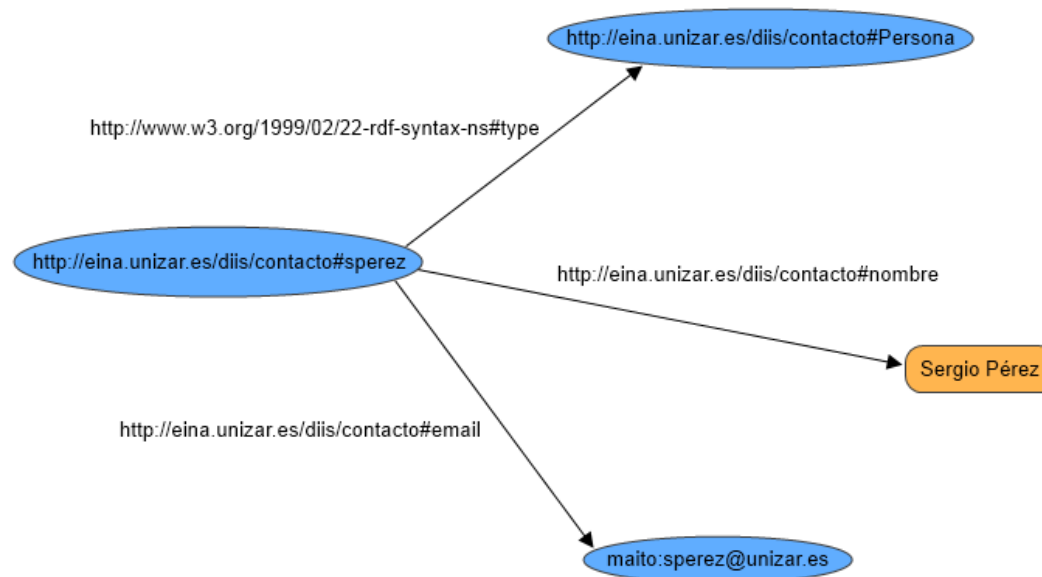 http://eina.unizar.es/diis/contacto#Persona
http://www.w3.org/1999/02/22-rdf-syntax-ns#type
http://eina.unizar.es/diis/contacto#sperez
http://eina.unizar.es/diis/contacto#nombre
Sergio Pérez
http://eina.unizar.es/diis/contacto#email
maito:sperez@unizar.es